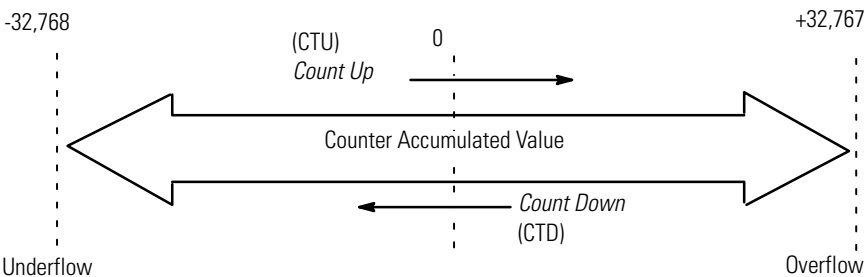 -32,768
+32,767
(CTU)
0
Count Up
Counter Accumulated Value
Count Down
(CTD)
Underflow
Overflow